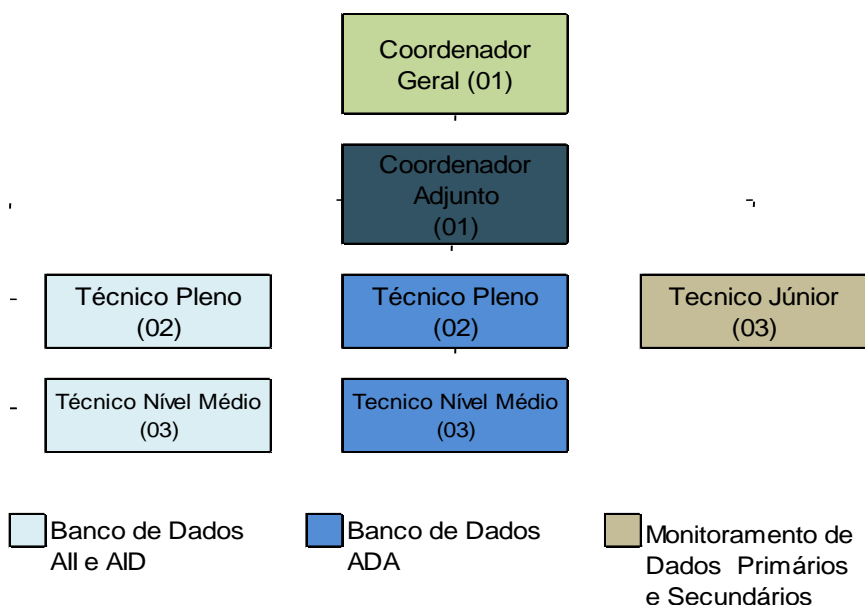 Coordenador
Geral (01)
Coordenador
Adjunto
(01)
Técnico Pleno
(02)
Técnico Pleno
(02)
Tecnico Júnior
(03)
Técnico Nível Médio
(03)
Tecnico Nível Médio
(03)
Banco de Dados
AII e AID
Banco de Dados
ADA
Monitoramento de
Dados Primários
e Secundários